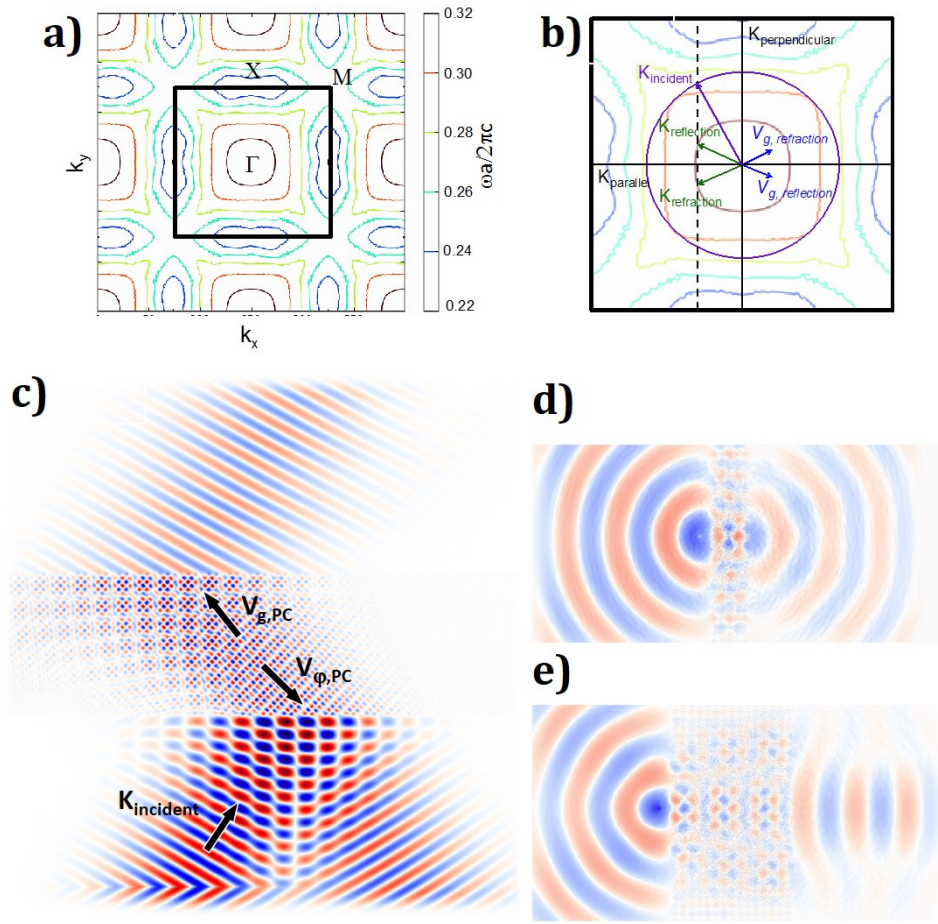 a)
X
M
Γ
k_y
k_x
0.32
0.30
0.28
0.26
0.24
0.22
ωa/2πc
b)
K_perpendicular
K_incident
K_reflection
V_g, refraction
K_parallel
K_refraction
V_g, reflection
c)
V_g,PC
V_φ,PC
K_incident
d)
e)